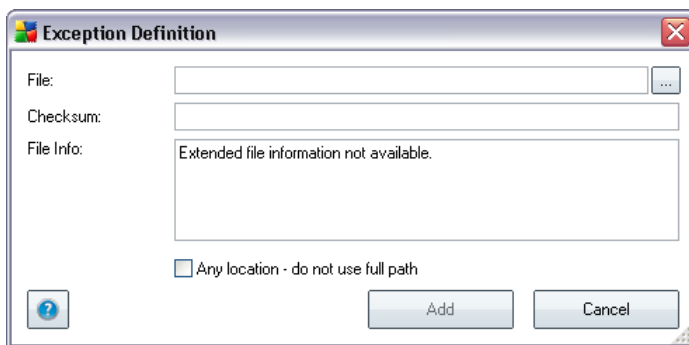 Exception Definition
File:
...
Checksum:
File Info:
Extended file information not available.
Any location - do not use full path
?
Add
Cancel